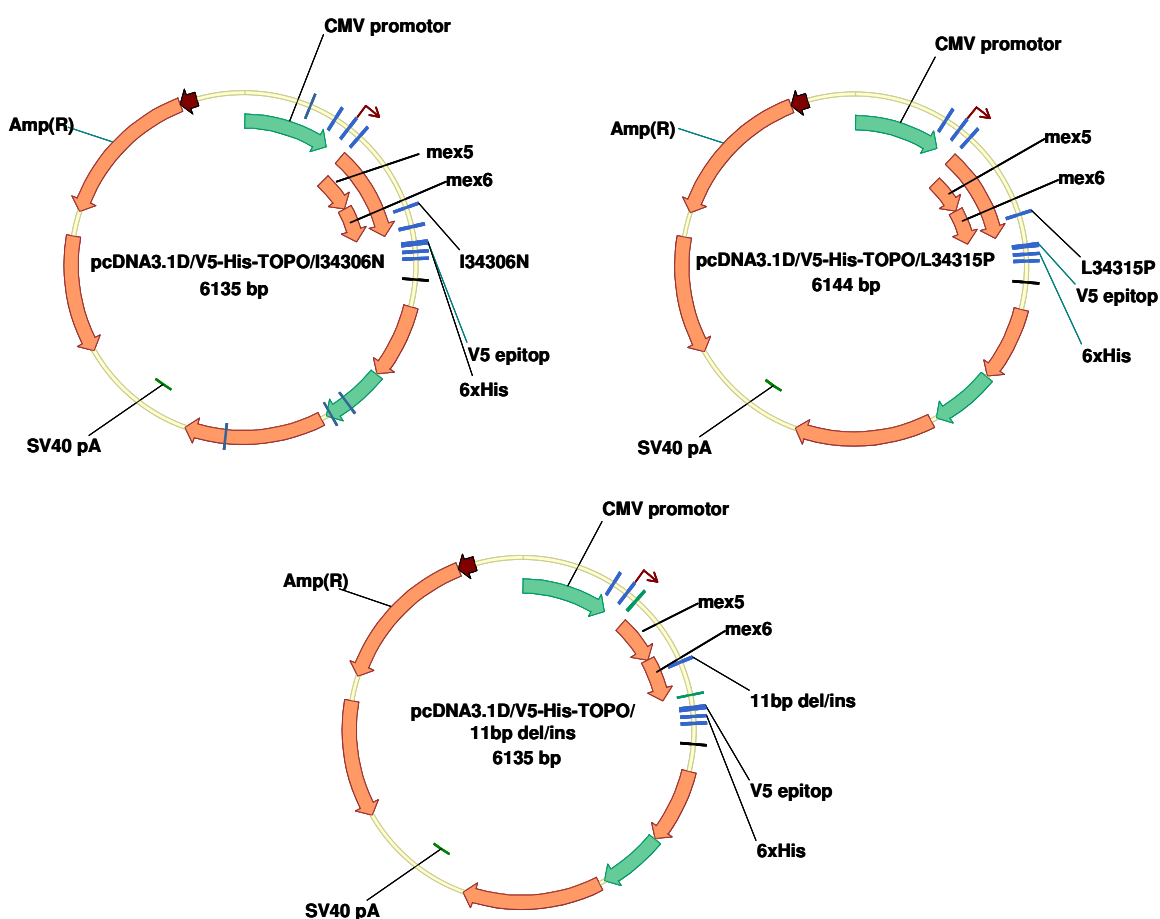 CMV promotor
Amp(R)
mex5
mex6
pcDNA3.1D/V5-His-TOPO/I34306N
6135 bp
I34306N
V5 epitop
6xHis
SV40 pA
CMV promotor
Amp(R)
mex5
mex6
pcDNA3.1D/V5-His-TOPO/L34315P
6144 bp
L34315P
V5 epitop
6xHis
SV40 pA
CMV promotor
Amp(R)
mex5
mex6
11bp del/ins
pcDNA3.1D/V5-His-TOPO/
11bp del/ins
6135 bp
V5 epitop
6xHis
SV40 pA